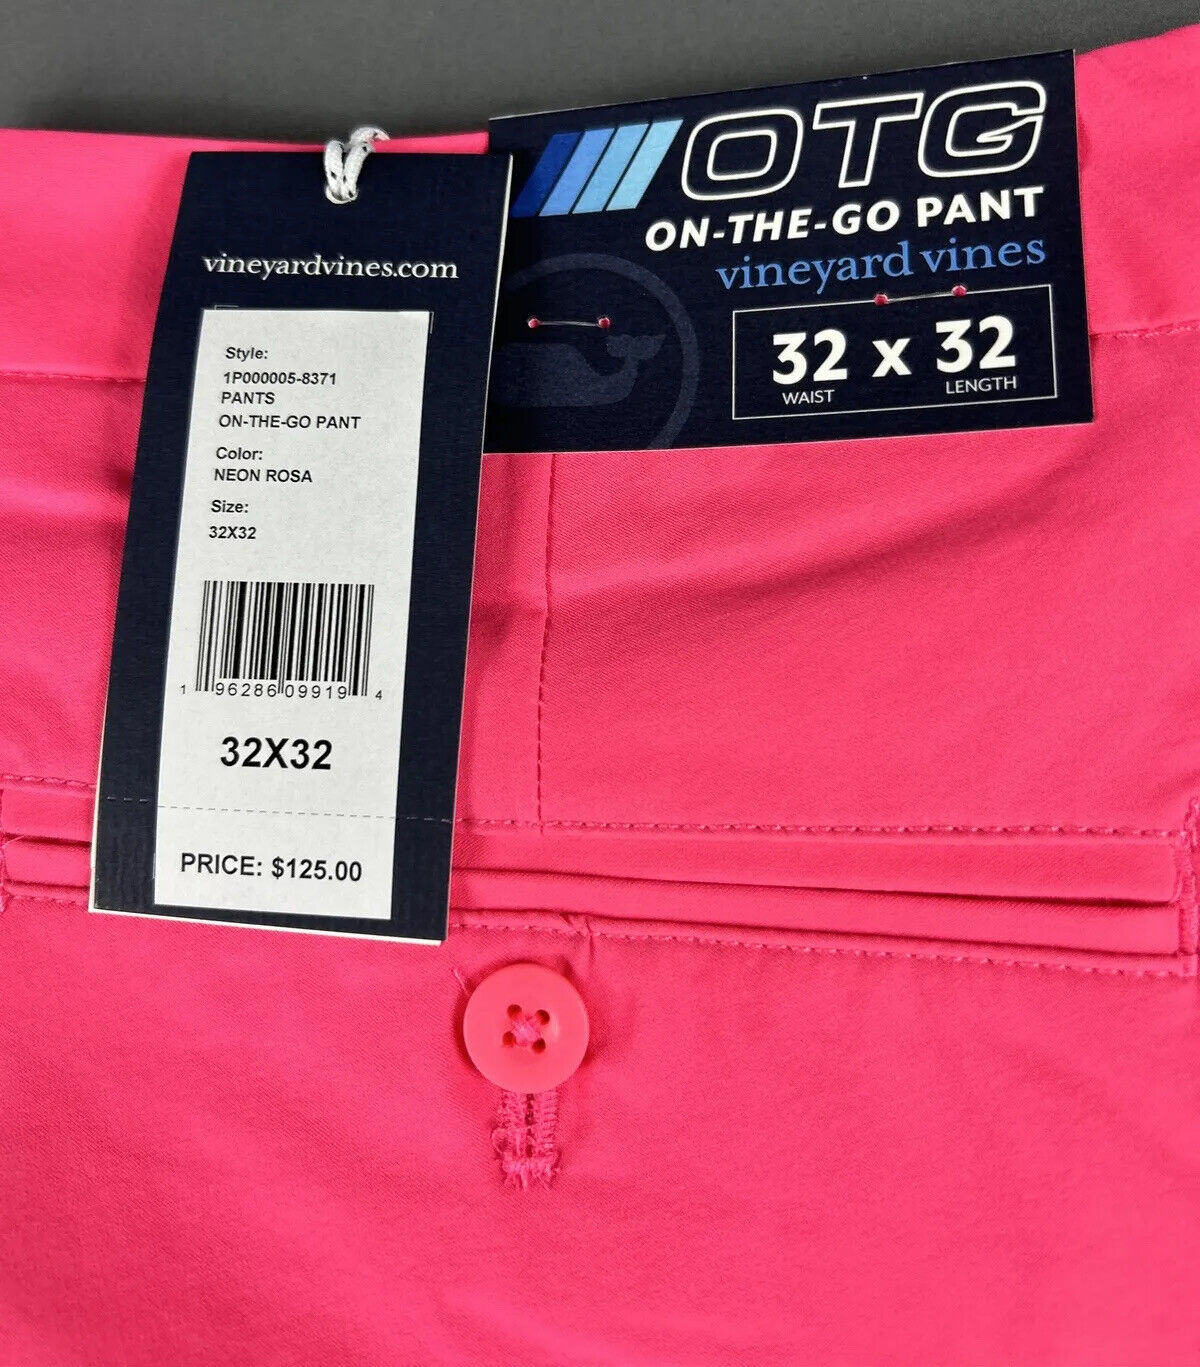 vineyardvines.com
Style:
1P000005-8371
PANTS
ON-THE-GO PANT
Color:
NEON ROSA
Size:
32X32
1 96286 09919 4
32X32
PRICE: $125.00
OTG
ON-THE-GO PANT
vineyard vines
32 x 32
WAIST LENGTH